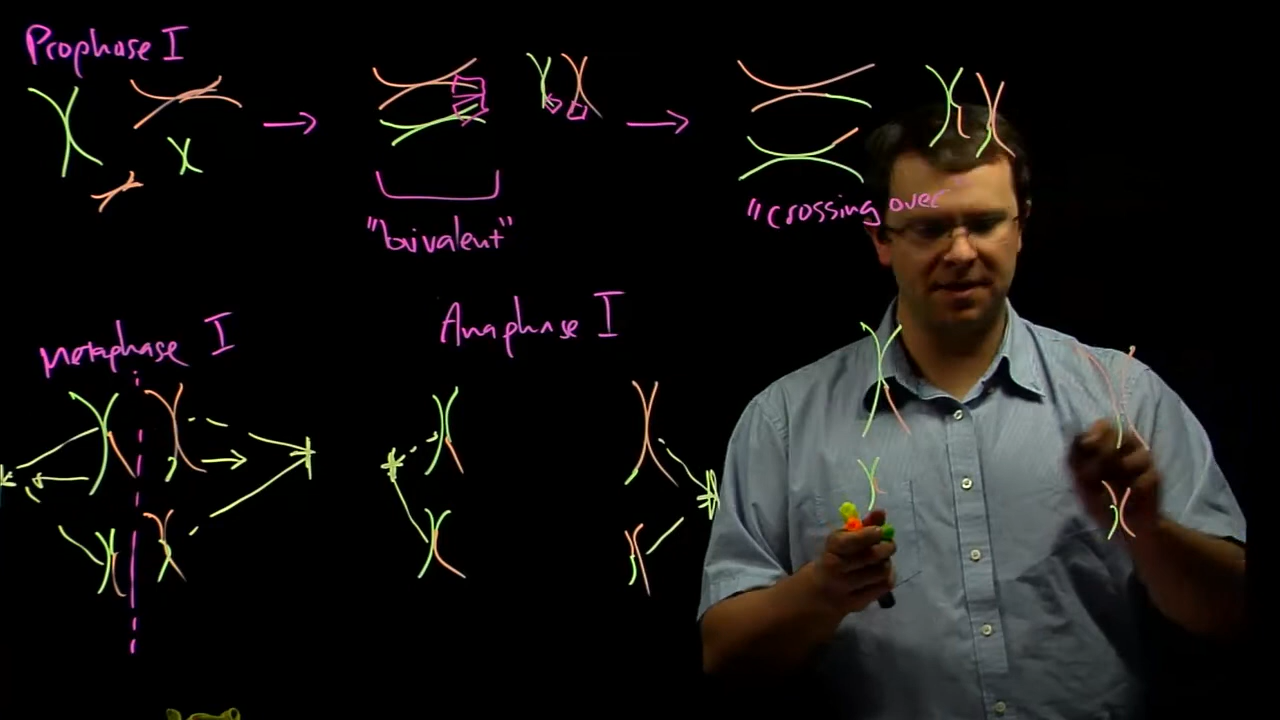 Prophase I
"bivalent"
"crossing over"
Metaphase I
Anaphase I